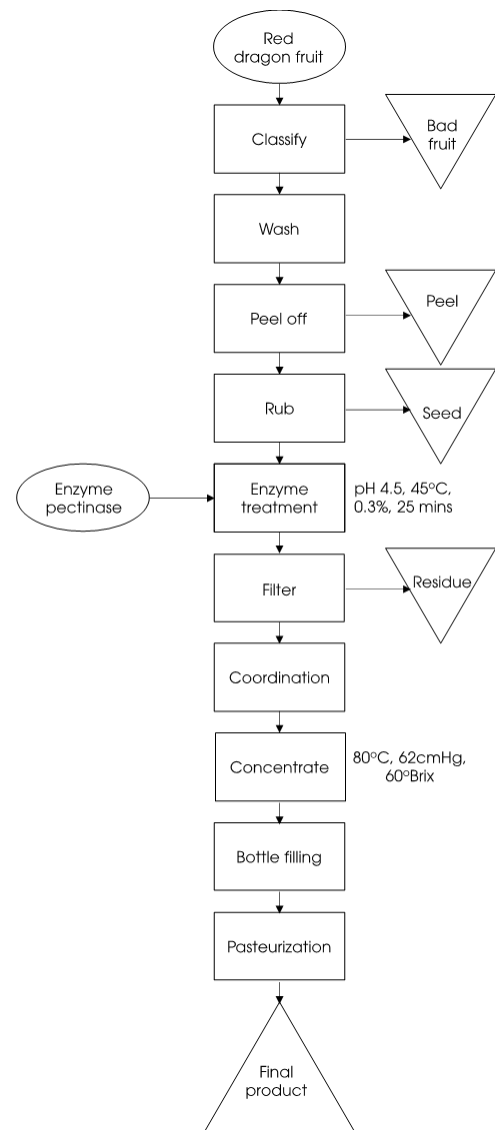 Red
dragon fruit
Classify
Bad
fruit
Wash
Peel off
Peel
Rub
Seed
Enzyme
pectinase
Enzyme
treatment
pH 4.5, 45°C,
0.3%, 25 mins
Filter
Residue
Coordination
Concentrate
80°C, 62cmHg,
60°Brix
Bottle filling
Pasteurization
Final
product